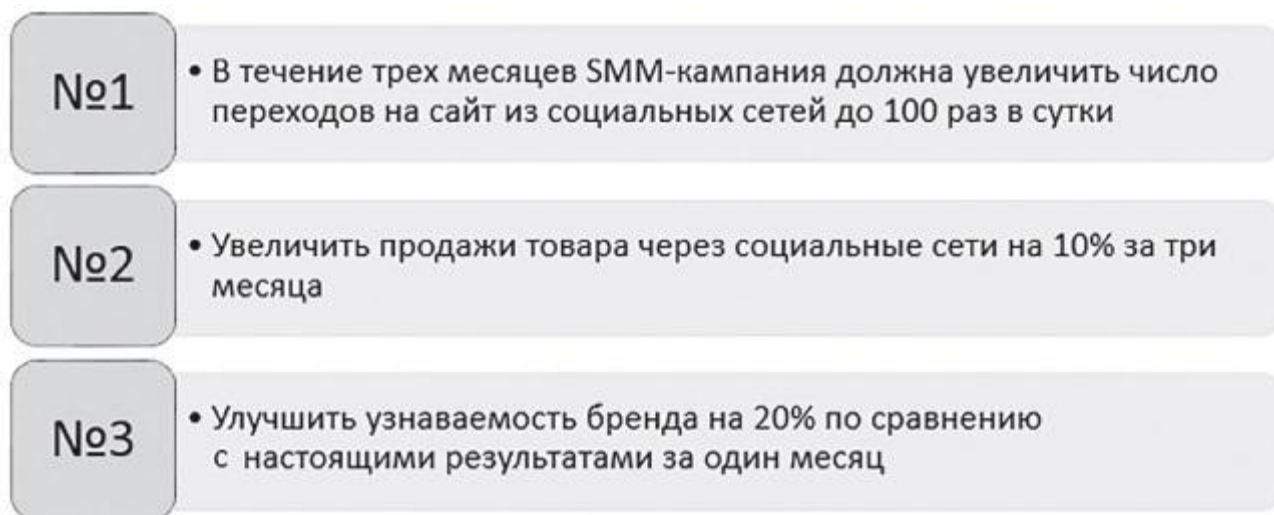 №1
• В течение трех месяцев SMM-кампания должна увеличить число
переходов на сайт из социальных сетей до 100 раз в сутки
№2
• Увеличить продажи товара через социальные сети на 10% за три
месяца
№3
• Улучшить узнаваемость бренда на 20% по сравнению
с настоящими результатами за один месяц